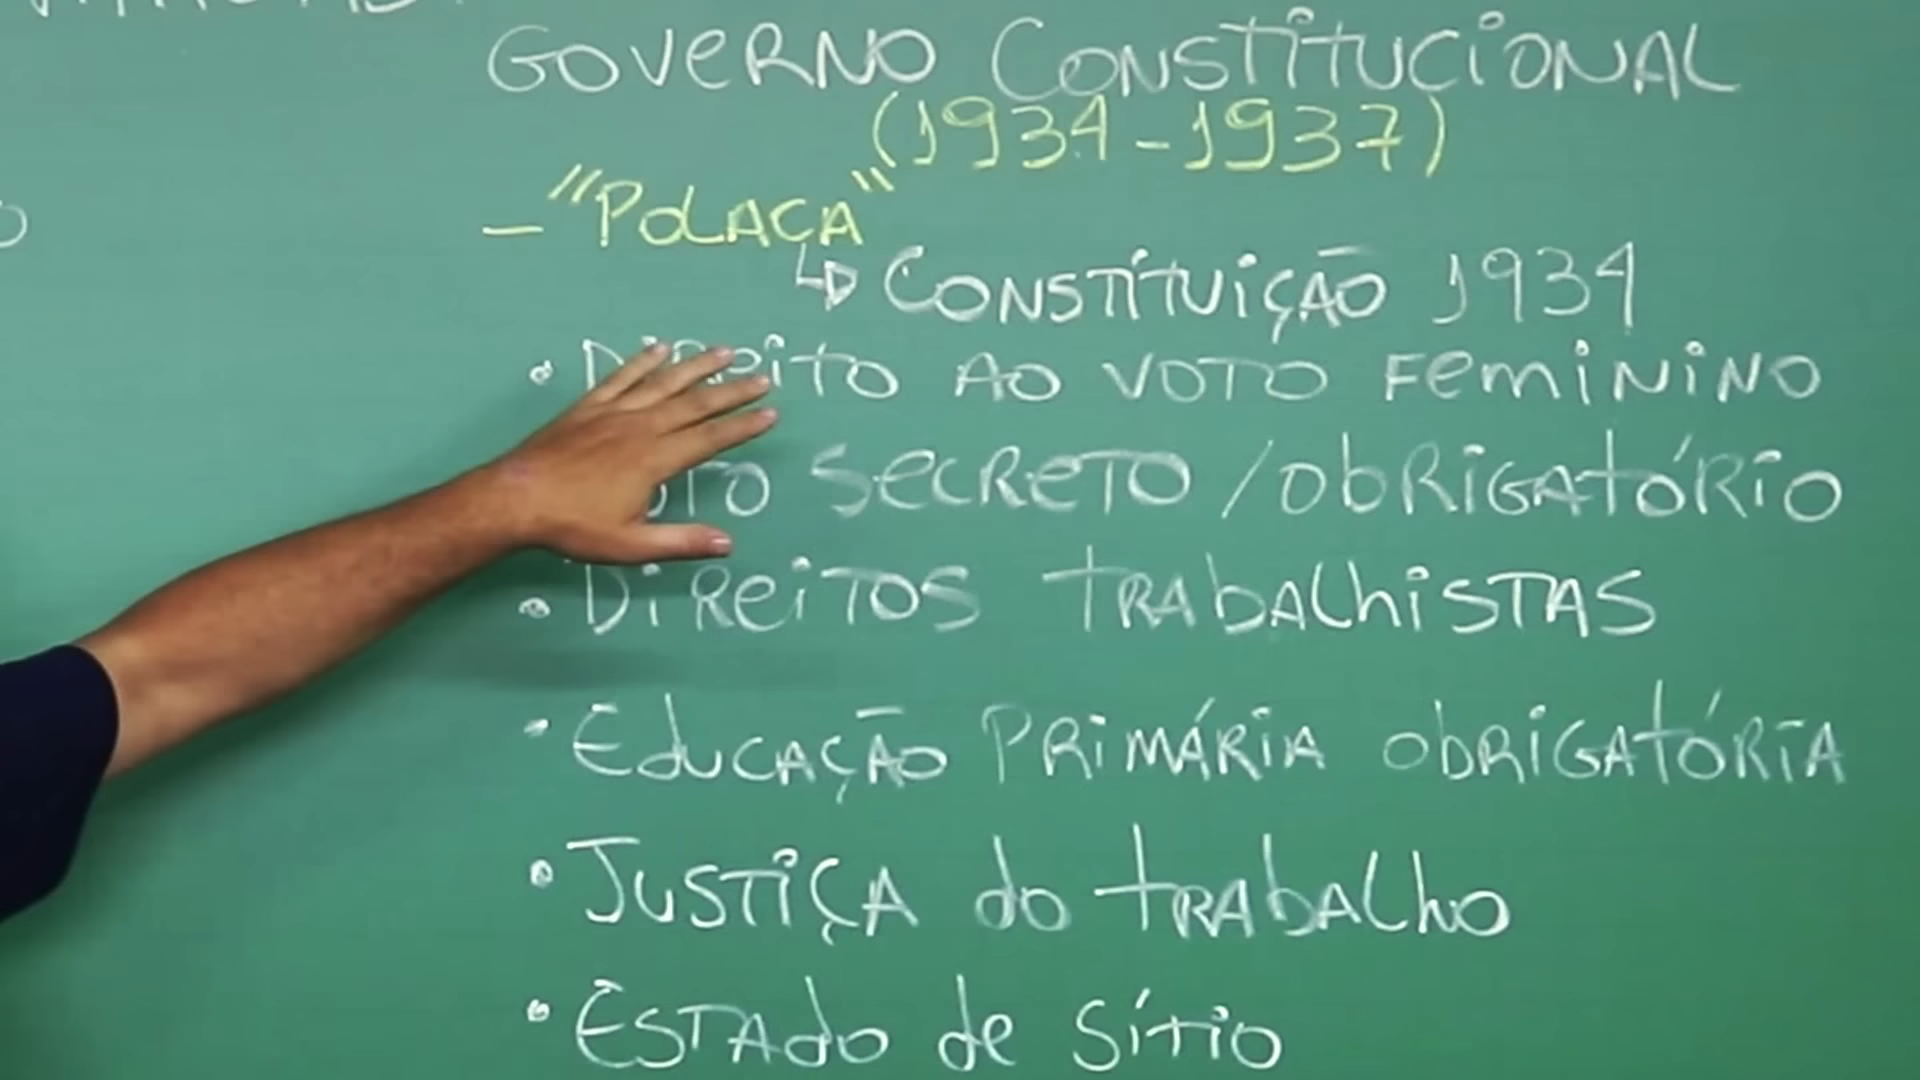 GOVERNO CONSTITUCIONAL
(1934-1937)
- "POLACA"
↳ CONSTITUIÇÃO 1934
• DIREITO AO VOTO FEMININO
SECRETO / OBRIGATÓRIO
• DIREITOS TRABALHISTAS
• EDUCAÇÃO PRIMÁRIA OBRIGATÓRIA
• JUSTIÇA DO TRABALHO
• ESTADO DE SÍTIO